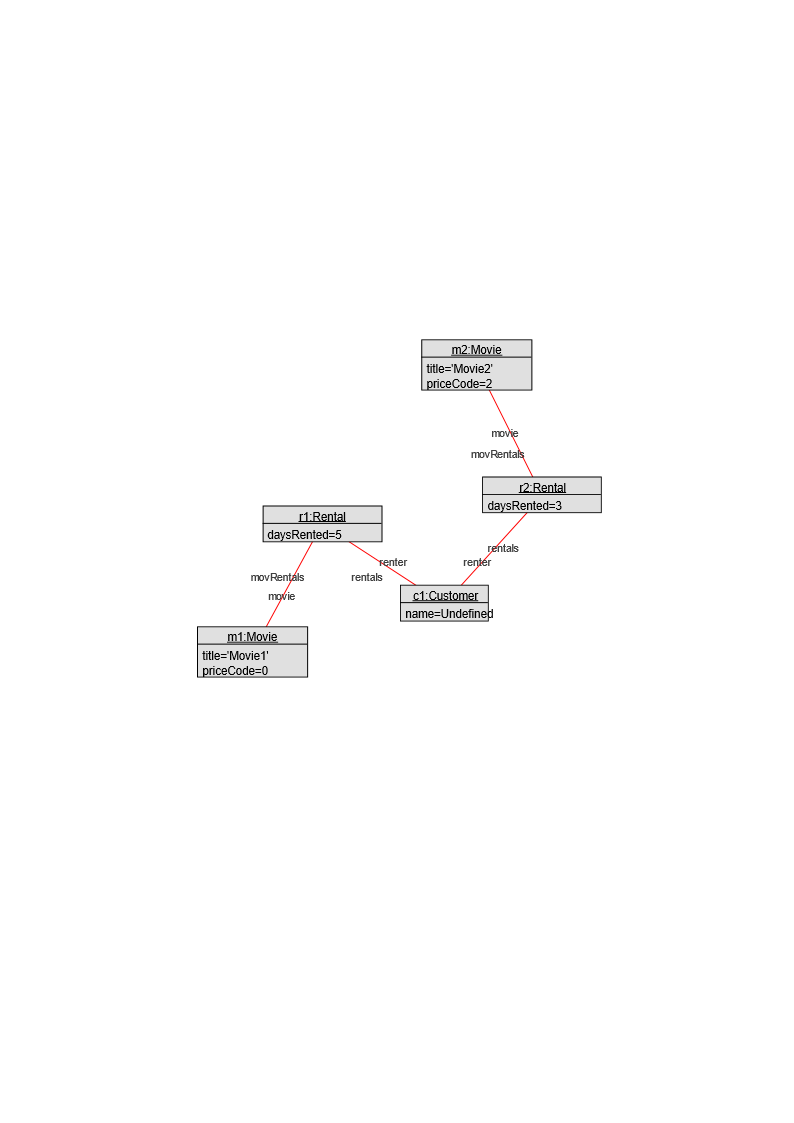 m2:Movie
title='Movie2'
priceCode=2
movie
movRentals
r2:Rental
daysRented=3
r1:Rental
daysRented=5
rentals
renter
renter
movRentals
rentals
movie
c1:Customer
name=Undefined
m1:Movie
title='Movie1'
priceCode=0